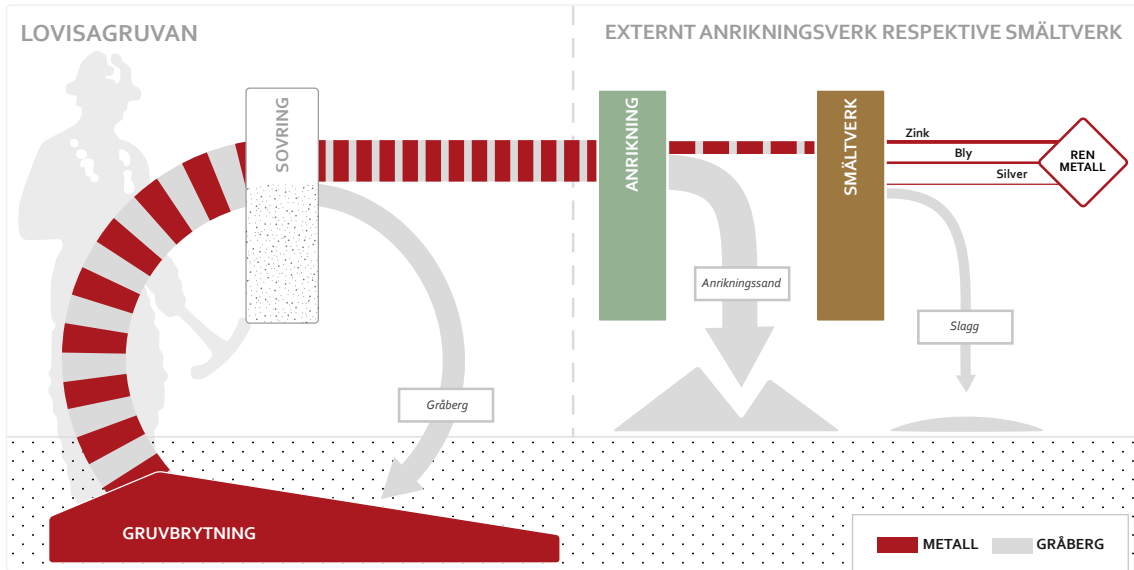 LOVISAGRUVAN
EXTERNT ANRIKNINGSVERK RESPEKTIVE SMÄLTVERK
SOVRING
ANRIKNING
SMÄLTVERK
Zink
Bly
Silver
REN
METALL
Anrikningssand
Slagg
Gråberg
GRUVBRYTNING
METALL
GRÅBERG